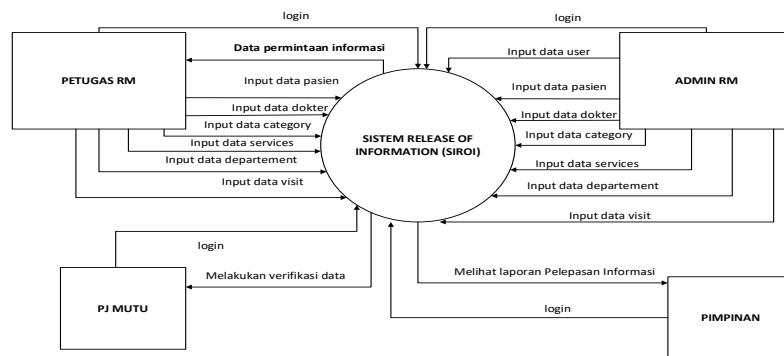 login
login
Data permintaan informasi
Input data user
PETUGAS RM
ADMIN RM
Input data pasien
Input data pasien
Input data dokter
Input data dokter
Input data category
Input data category
SISTEM RELEASE OF
INFORMATION (SIROI)
Input data services
Input data services
Input data departement
Input data departement
Input data visit
Input data visit
login
Melakukan verifikasi data
Melihat laporan Pelepasan Informasi
PJ MUTU
login
PIMPINAN